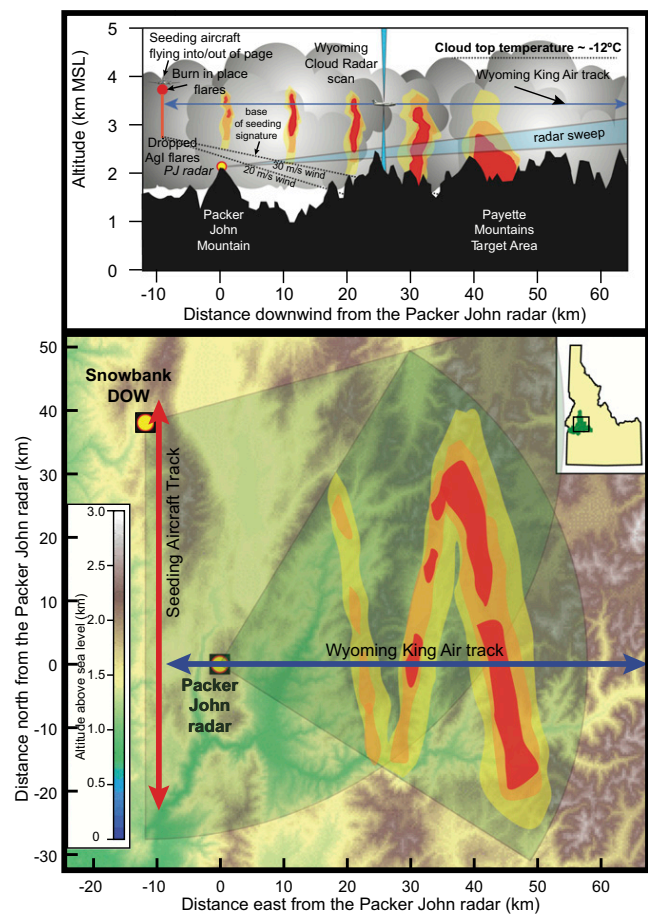 Seeding aircraft
flying into/out of page
Burn in place
flares
Wyoming
Cloud Radar
scan
Cloud top temperature ~ -12ºC
Wyoming King Air track
base
of seeding
signature
radar sweep
Dropped
AgI flares
PJ radar
30 m/s wind
20 m/s wind
Packer
John
Mountain
Payette
Mountains
Target Area
Altitude (km MSL)
5
4
3
2
1
0
-10 0 10 20 30 40 50 60
Distance downwind from the Packer John radar (km)
Snowbank
DOW
Seeding Aircraft Track
Wyoming King Air track
Packer
John
radar
Altitude above sea level (km)
3.0
2.5
2.0
1.5
1.0
0.5
0
Distance north from the Packer John radar (km)
50
40
30
20
10
0
-10
-20
-30
-20 -10 0 10 20 30 40 50 60
Distance east from the Packer John radar (km)